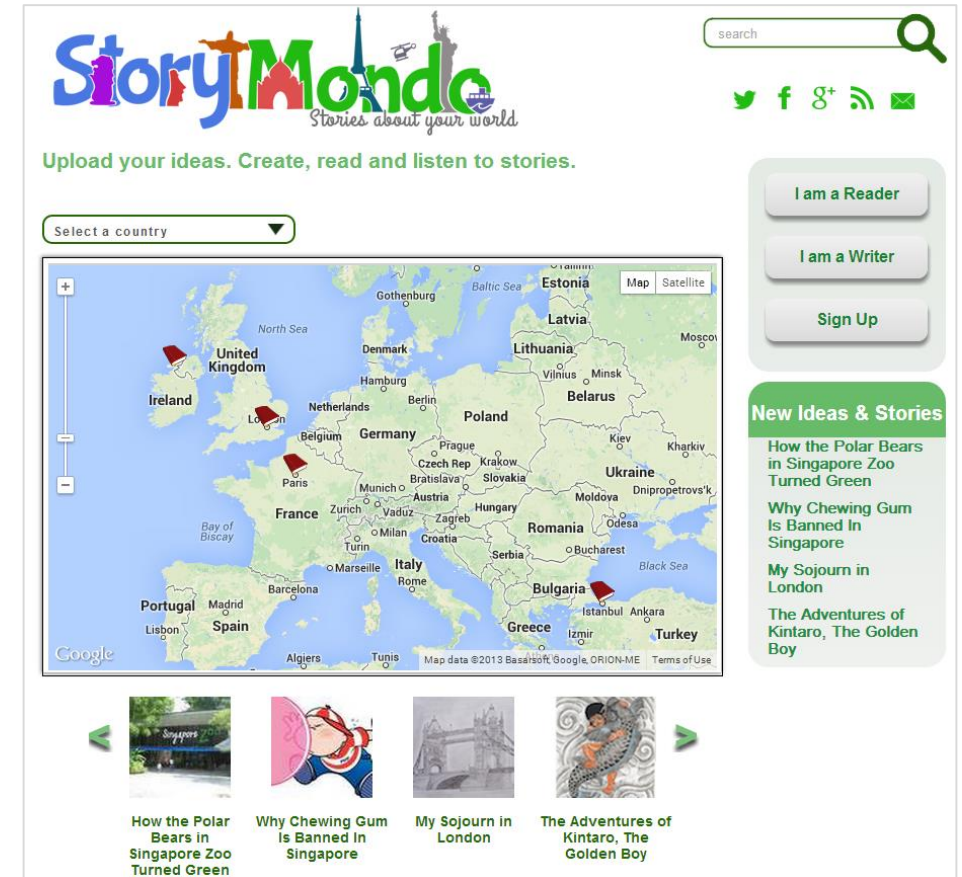 StoryMondo
Stories about your world
search
Upload your ideas. Create, read and listen to stories.
I am a Reader
I am a Writer
Sign Up
Select a country
Map
Satellite
Gothenburg
Baltic Sea
Estonia
North Sea
Latvia
Moscow
United
Kingdom
Denmark
Lithuania
Vilnius
Minsk
Ireland
Hamburg
Belarus
Netherlands
Berlin
London
Poland
Belgium
Germany
Kiev
Kharkiv
Prague
Czech Rep
Krakow
Paris
Munich
Bratislava
Slovakia
Ukraine
Dnipropetrovs'k
Austria
France
Zurich
Vaduz
Hungary
Moldova
Zagreb
Bay of
Biscay
Milan
Croatia
Romania
Odesa
Turin
Serbia
Bucharest
Marseille
Italy
Black Sea
Barcelona
Rome
Bulgaria
Portugal
Madrid
Istanbul
Ankara
Lisbon
Spain
Greece
Izmir
Turkey
Google
Algiers
Tunis
Map data ©2013 Basarsoft, Google, ORION-ME
Terms of Use
New Ideas & Stories
How the Polar Bears
in Singapore Zoo
Turned Green
Why Chewing Gum
Is Banned In
Singapore
My Sojourn in
London
The Adventures of
Kintaro, The Golden
Boy
<
Singapore zoo
>
How the Polar
Bears in
Singapore Zoo
Turned Green
Why Chewing Gum
Is Banned In
Singapore
My Sojourn in
London
The Adventures of
Kintaro, The
Golden Boy